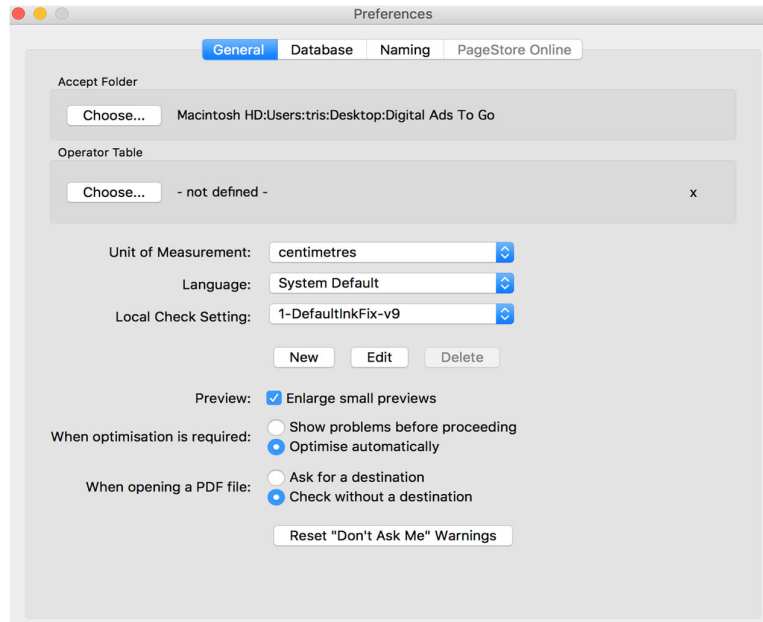 Preferences
General Database Naming PageStore Online
Accept Folder
Choose... Macintosh HD:Users:tris:Desktop:Digital Ads To Go
Operator Table
Choose... - not defined - x
Unit of Measurement: centimetres
Language: System Default
Local Check Setting: 1-DefaultInkFix-v9
New Edit Delete
Preview: Enlarge small previews
When optimisation is required: Show problems before proceeding
Optimise automatically
When opening a PDF file: Ask for a destination
Check without a destination
Reset "Don't Ask Me" Warnings